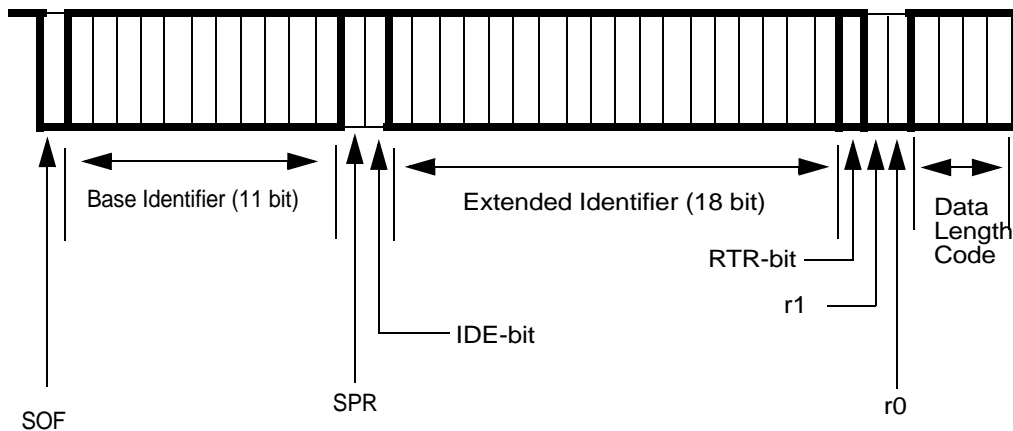 Base Identifier (11 bit)
Extended Identifier (18 bit)
Data
Length
Code
RTR-bit
r1
IDE-bit
SOF
SPR
r0